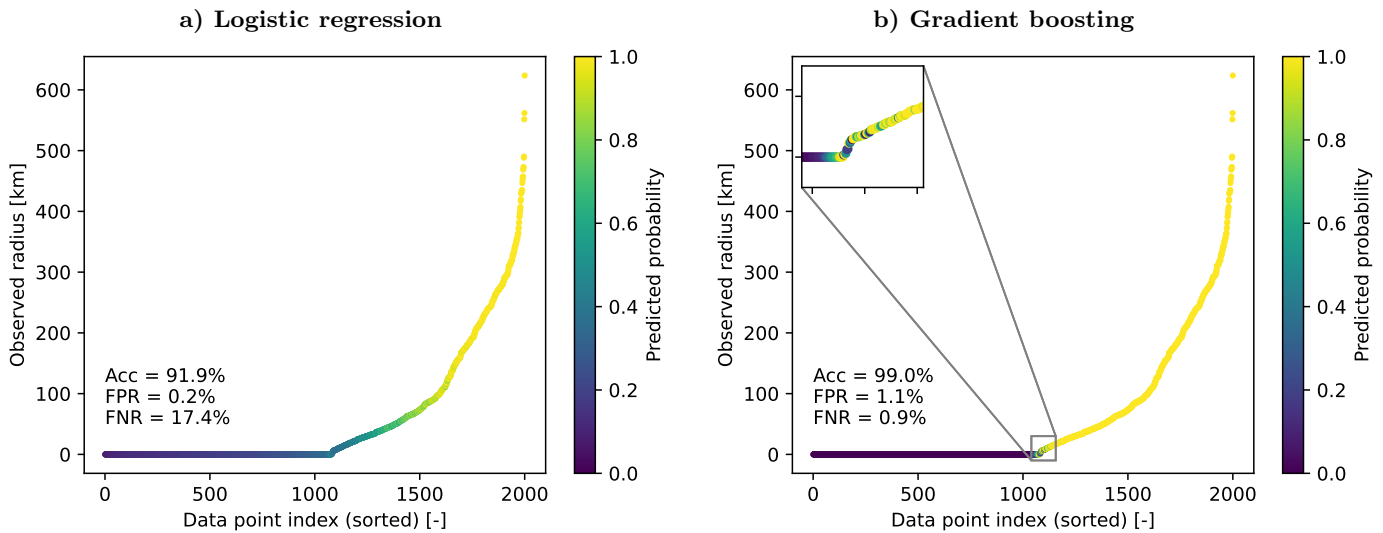 a) Logistic regression
Observed radius [km]
600
500
400
300
200
100
0
Acc = 91.9%
FPR = 0.2%
FNR = 17.4%
0 500 1000 1500 2000
Data point index (sorted) [-]
1.0
0.8
0.6
0.4
0.2
0.0
Predicted probability
b) Gradient boosting
Observed radius [km]
600
500
400
300
200
100
0
Acc = 99.0%
FPR = 1.1%
FNR = 0.9%
0 500 1000 1500 2000
Data point index (sorted) [-]
1.0
0.8
0.6
0.4
0.2
0.0
Predicted probability